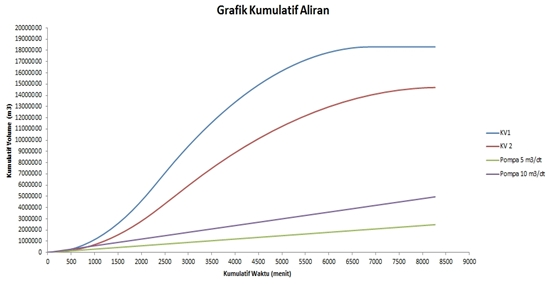 Grafik Kumulatif Aliran
Kumulatif Volume (m3)
20000000
19000000
18000000
17000000
16000000
15000000
14000000
13000000
12000000
11000000
10000000
9000000
8000000
7000000
6000000
5000000
4000000
3000000
2000000
1000000
0
0 500 1000 1500 2000 2500 3000 3500 4000 4500 5000 5500 6000 6500 7000 7500 8000 8500 9000
Kumulatif Waktu (menit)
KV1
KV 2
Pompa 5 m3/dt
Pompa 10 m3/dt